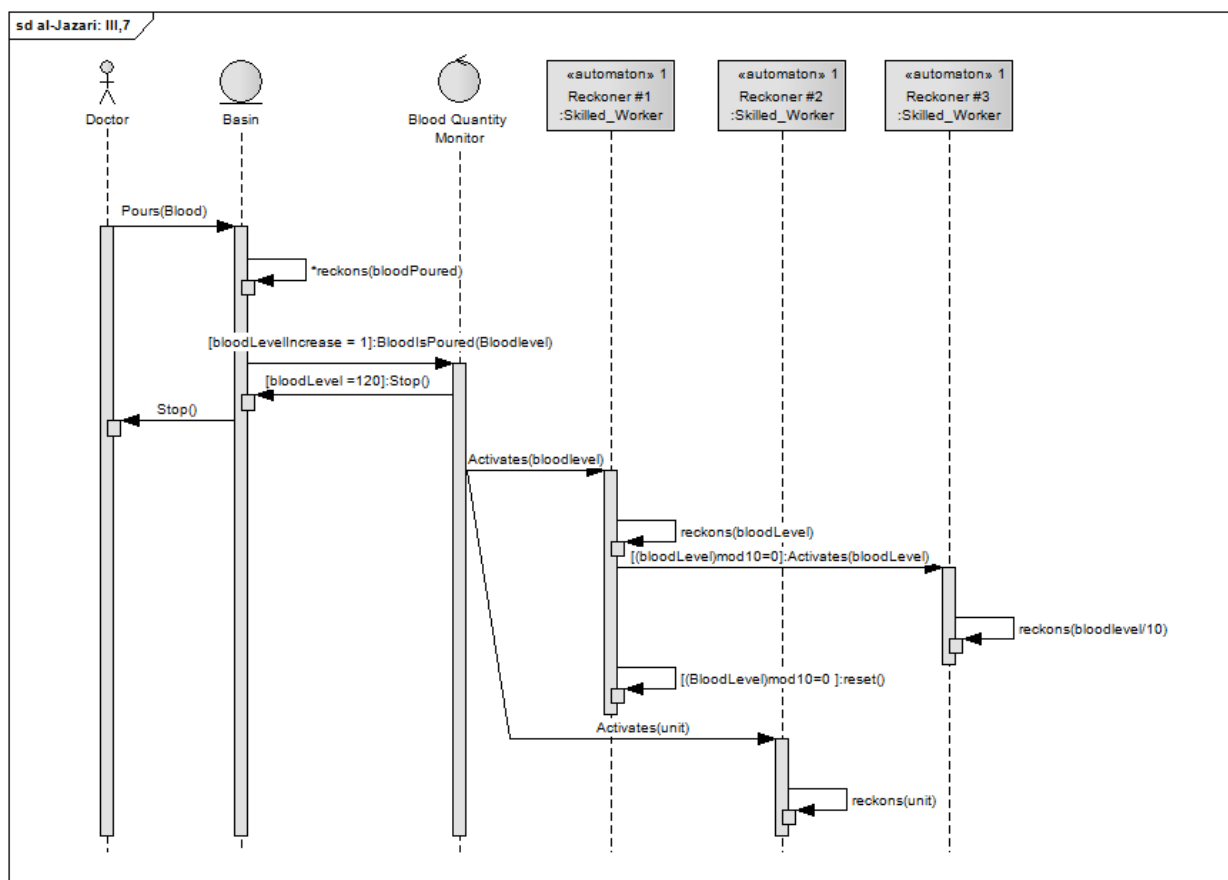 sd al-Jazari: III,7
«automaton» 1
Reckoner #1
:Skilled_Worker
«automaton» 1
Reckoner #2
:Skilled_Worker
«automaton» 1
Reckoner #3
:Skilled_Worker
Doctor
Basin
Blood Quantity
Monitor
Pours(Blood)
*reckons(bloodPoured)
[bloodLevelIncrease = 1]:BloodIsPoured(Bloodlevel)
[bloodLevel =120]:Stop()
Stop()
Activates(bloodlevel)
reckons(bloodLevel)
[(bloodLevel)mod10=0]:Activates(bloodLevel)
reckons(bloodlevel/10)
[(BloodLevel)mod10=0 ]:reset()
Activates(unit)
reckons(unit)